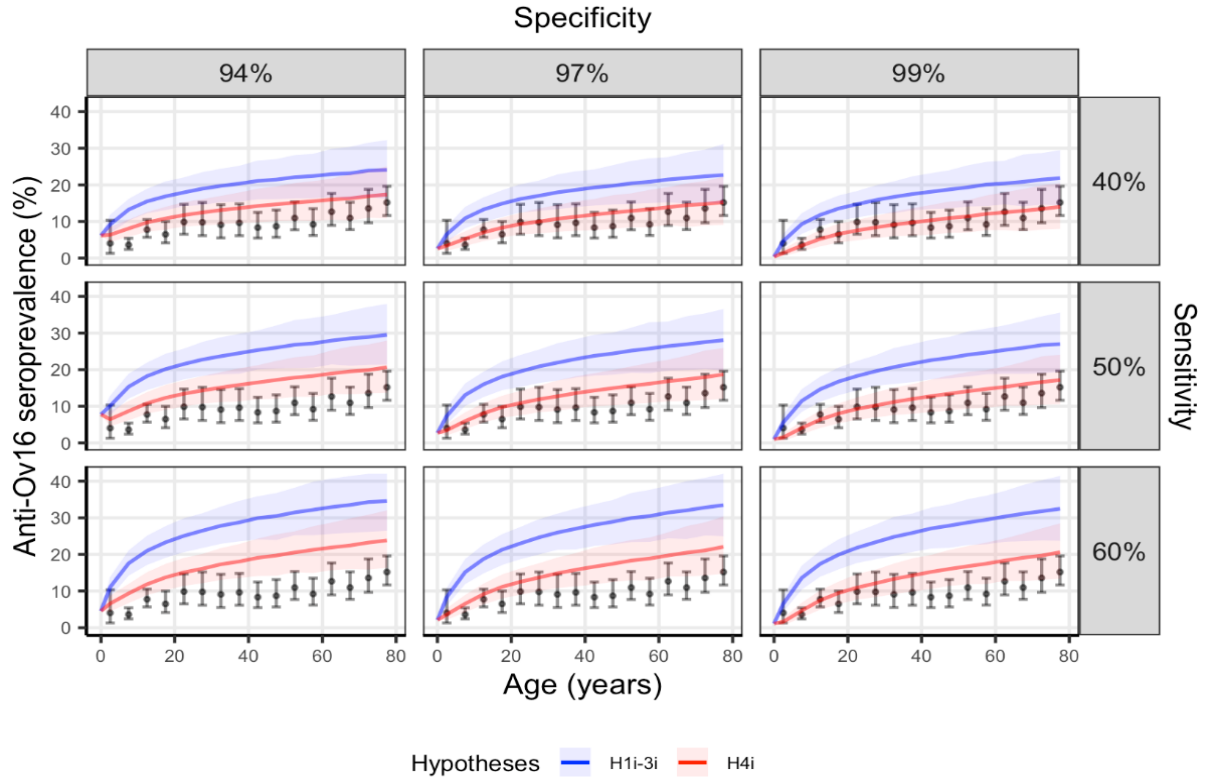 Specificity
94% 97% 99%
40
30
20
10
0
40%
40
30
20
10
0
50%
40
30
20
10
0
60%
Anti-Ov16 seroprevalence (%)
Sensitivity
0 20 40 60 80 0 20 40 60 80 0 20 40 60 80
Age (years)
Hypotheses H1i-3i H4i